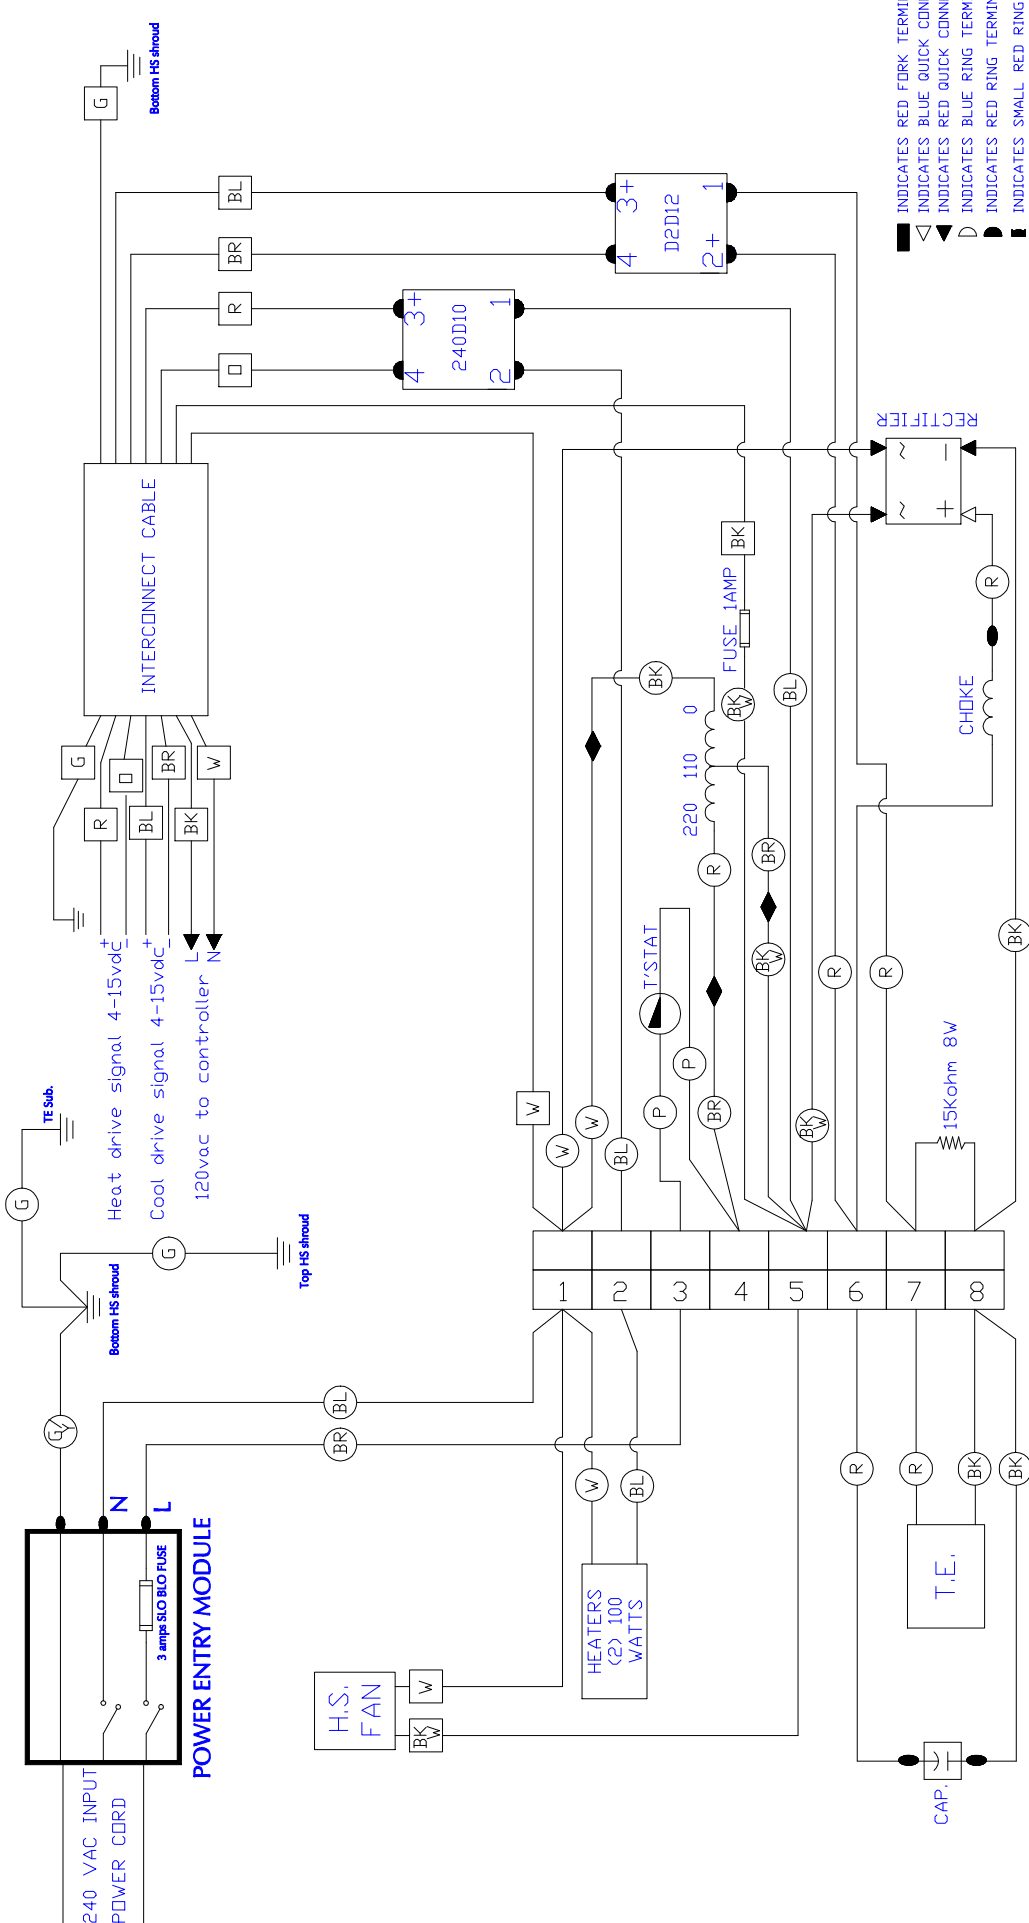 Bottom HS shroud
G
BL
BR
R
O
3+
4
D2D12
1
2+
3+
4
240D10
1
2
INDICATES RED FORK
INDICATES BLUE QUICK
INDICATES RED QUICK
INDICATES BLUE RING
INDICATES RED RING
INDICATES SMALL RED RING
RECTIFIER
~
~
-
+
INTERCONNECT CABLE
G
R
O
BL
BR
BK
W
BK
FUSE 1AMP
BK
BK W
BL
R
CHOKE
220 110 0
R
BR
BK W
T'STAT
P
P
BR
R
R
BK
BK W
15Kohm 8W
W
W
W
BL
Heat drive signal 4-15vdc
+
-
Cool drive signal 4-15vdc
+
-
120vac to controller
L
N
TE Sub.
G
G
Top HS shroud
Bottom HS shroud
GY
BL
BR
1
2
3
4
5
6
7
8
N
L
3 amps SLO BLO FUSE
POWER ENTRY MODULE
240 VAC INPUT
POWER CORD
H.S.
FAN
W
BK W
HEATERS
(2) 100
WATTS
W
BL
R
R
BK
BK
T.E.
CAP.